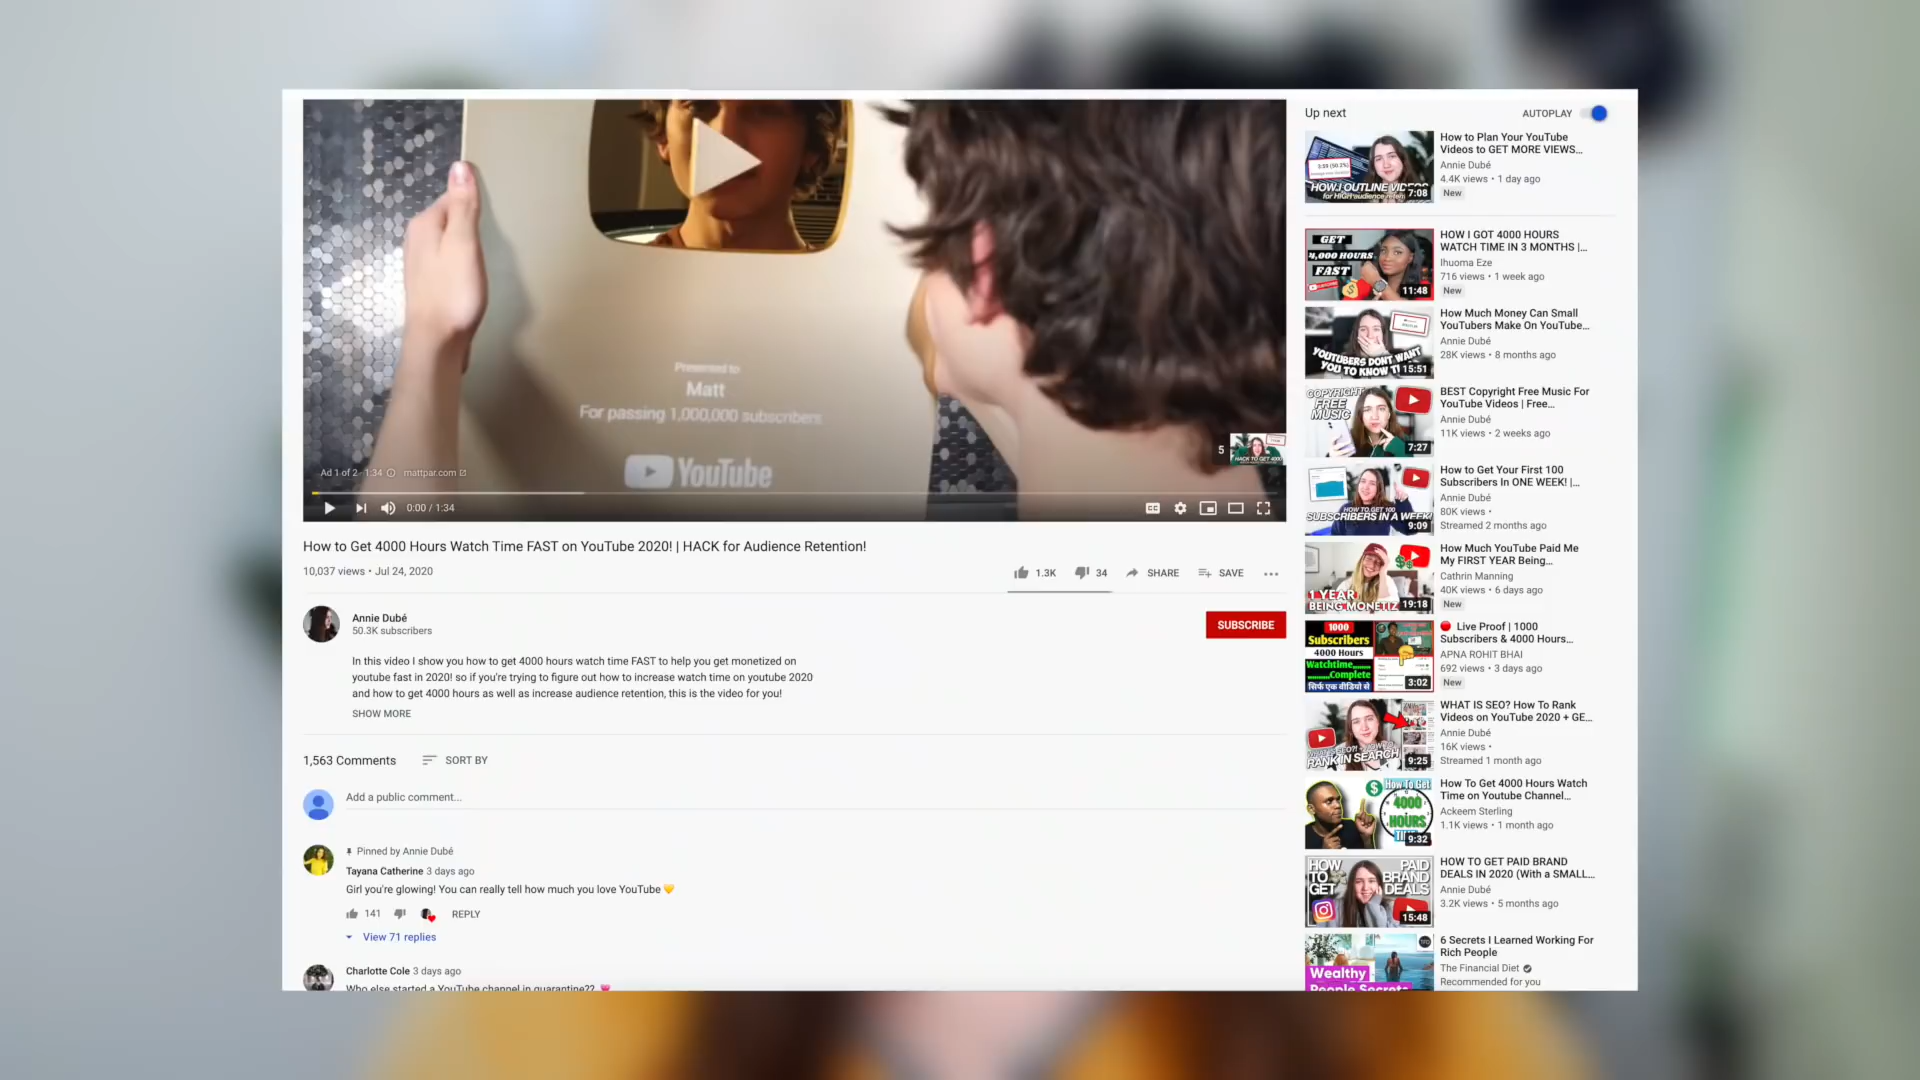 Presented to
Matt
For passing 1,000,000 subscribers
YouTube
Ad 1 of 2 · 1:34 mattpar.com
5
HACK TO GET 4000
0:00 / 1:34
CC
How to Get 4000 Hours Watch Time FAST on YouTube 2020! | HACK for Audience Retention!
10,037 views • Jul 24, 2020
1.3K 34 SHARE SAVE
Annie Dubé
50.3K subscribers
SUBSCRIBE
In this video I show you how to get 4000 hours watch time FAST to help you get monetized on
youtube fast in 2020! so if you're trying to figure out how to increase watch time on youtube 2020
and how to get 4000 hours as well as increase audience retention, this is the video for you!
SHOW MORE
1,563 Comments SORT BY
Add a public comment...
Pinned by Annie Dubé
Tayana Catherine 3 days ago
Girl you're glowing! You can really tell how much you love YouTube 💛
141 REPLY
View 71 replies
Charlotte Cole 3 days ago
Who else started a YouTube channel in quarantine??
Up next AUTOPLAY
HOW I OUTLINE VIDEOS
for HIGH audience reten
7:08
How to Plan Your YouTube
Videos to GET MORE VIEWS...
Annie Dubé
4.4K views • 1 day ago
New
GET
4,000 HOURS
FAST
11:48
HOW I GOT 4000 HOURS
WATCH TIME IN 3 MONTHS |...
Ihuoma Eze
716 views • 1 week ago
New
YOUTUBERS DONT WANT
YOU TO KNOW T
15:51
How Much Money Can Small
YouTubers Make On YouTube...
Annie Dubé
28K views • 8 months ago
COPYRIGHT
FREE
MUSIC
7:27
BEST Copyright Free Music For
YouTube Videos | Free...
Annie Dubé
11K views • 2 weeks ago
HOW TO GET 100
SUBSCRIBERS IN A WEEK!
9:09
How to Get Your First 100
Subscribers In ONE WEEK! |...
Annie Dubé
80K views •
Streamed 2 months ago
1 YEAR
BEING MONETIZ
19:18
How Much YouTube Paid Me
My FIRST YEAR Being...
Cathrin Manning
40K views • 6 days ago
New
1000
Subscribers
4000 Hours
Watchtime......
......Complete
सिर्फ एक वीडियो से
3:02
Live Proof | 1000
Subscribers & 4000 Hours...
APNA ROHIT BHAI
692 views • 3 days ago
New
RANK IN SEARCH
9:25
WHAT IS SEO? How To Rank
Videos on YouTube 2020 + GE...
Annie Dubé
16K views •
Streamed 1 month ago
How To Get
4000
HOURS
9:32
How To Get 4000 Hours Watch
Time on Youtube Channel...
Ackeem Sterling
1.1K views • 1 month ago
HOW TO GET
PAID BRAND DEALS
15:48
HOW TO GET PAID BRAND
DEALS IN 2020 (With a SMALL...
Annie Dubé
3.2K views • 5 months ago
Wealthy
People Secrets
6 Secrets I Learned Working For
Rich People
The Financial Diet
Recommended for you